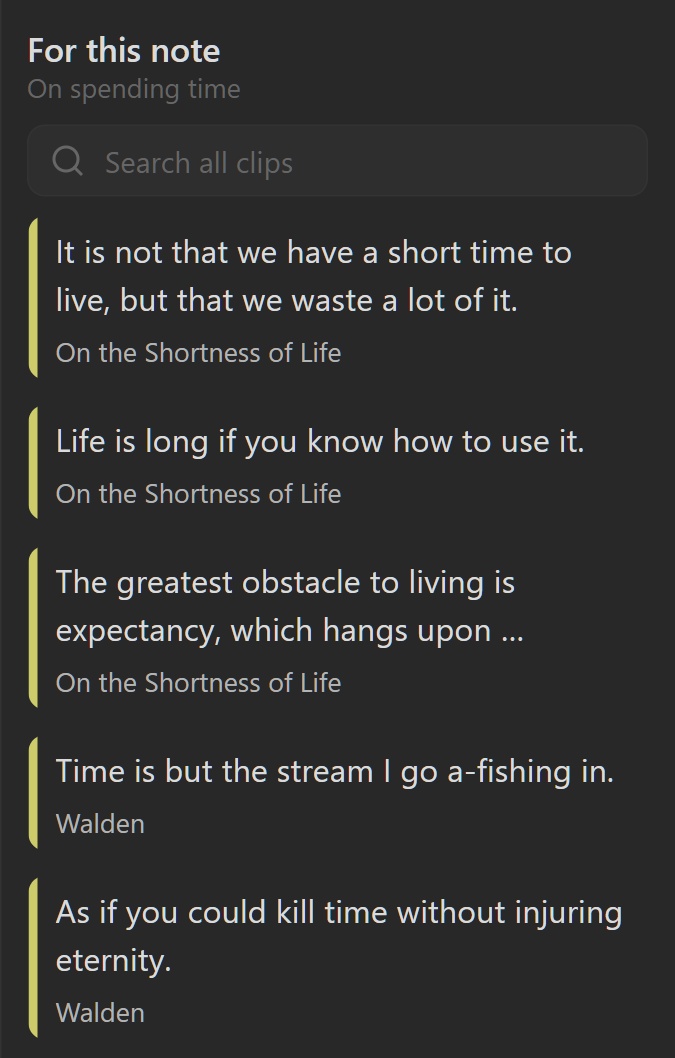 For this note
On spending time
Search all clips
It is not that we have a short time to
live, but that we waste a lot of it.
On the Shortness of Life
Life is long if you know how to use it.
On the Shortness of Life
The greatest obstacle to living is
expectancy, which hangs upon ...
On the Shortness of Life
Time is but the stream I go a-fishing in.
Walden
As if you could kill time without injuring
eternity.
Walden